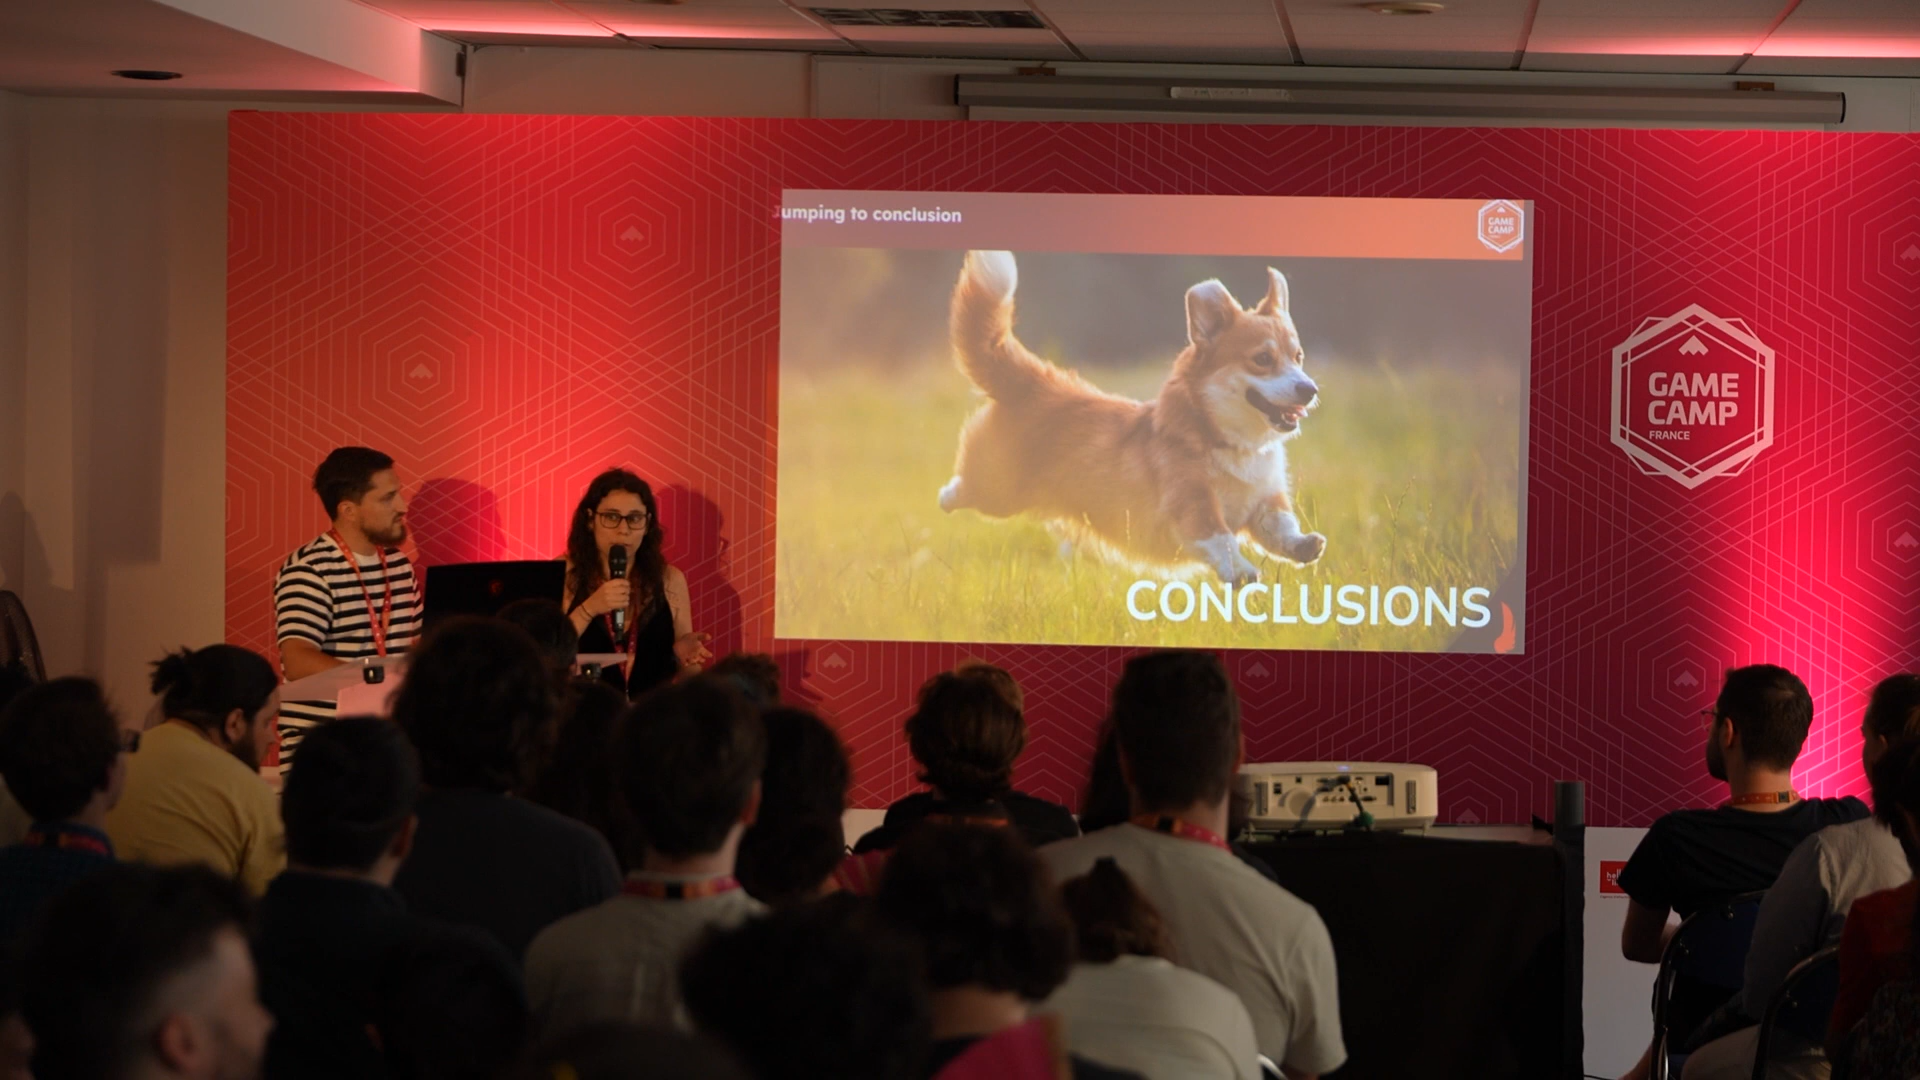 Jumping to conclusion
GAME
CAMP
CONCLUSIONS
GAME
CAMP
FRANCE